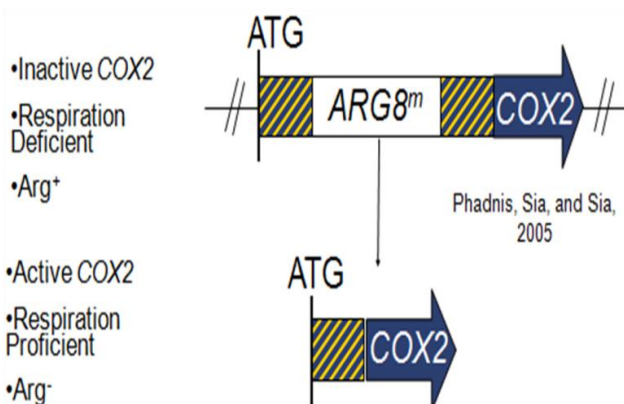 ATG
•Inactive COX2
•Respiration
Deficient
•Arg⁺
ARG8ᵐ
COX2
Phadnis, Sia, and Sia,
2005
•Active COX2
•Respiration
Proficient
•Arg⁻
ATG
COX2